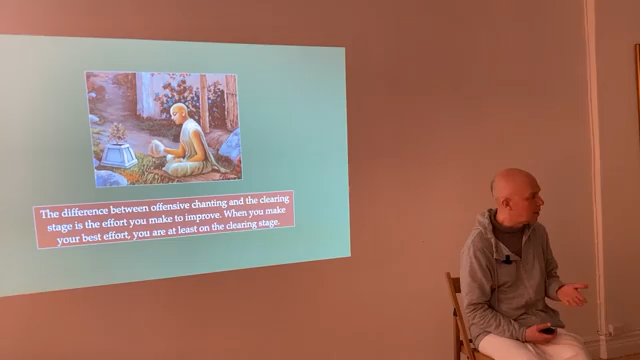 The difference between offensive chanting and the clearing
stage is the effort you make to improve. When you make
your best effort, you are at least on the clearing stage.